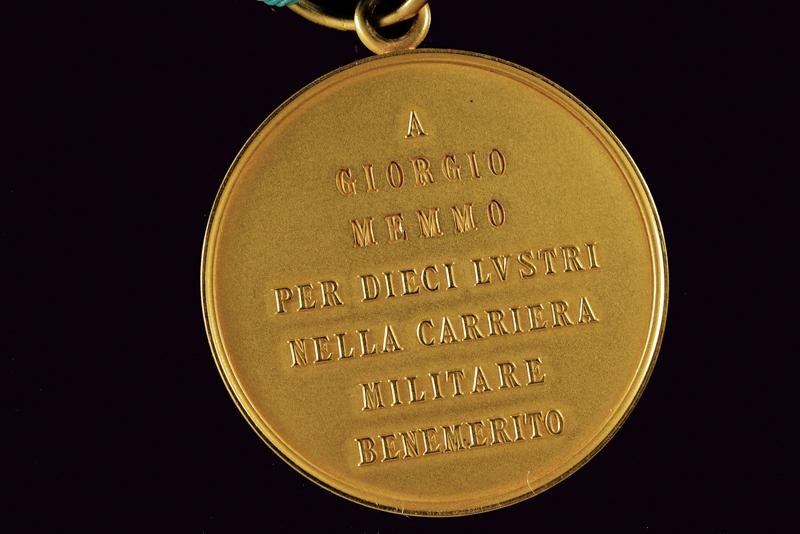 A
GIORGIO
MEMMO
PER DIECI LVSTRI
NELLA CARRIERA
MILITARE
BENEMERITO